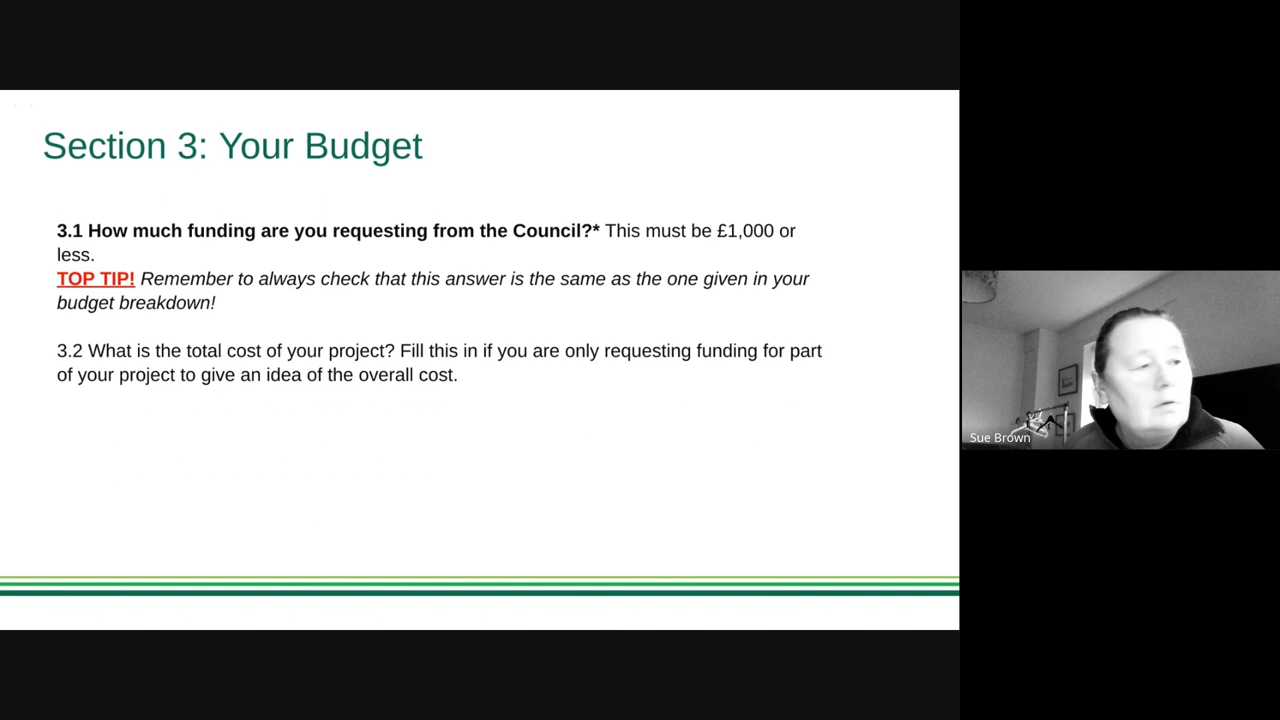 Section 3: Your Budget
3.1 How much funding are you requesting from the Council?* This must be £1,000 or
less.
TOP TIP! Remember to always check that this answer is the same as the one given in your
budget breakdown!
3.2 What is the total cost of your project? Fill this in if you are only requesting funding for part
of your project to give an idea of the overall cost.
Sue Brown